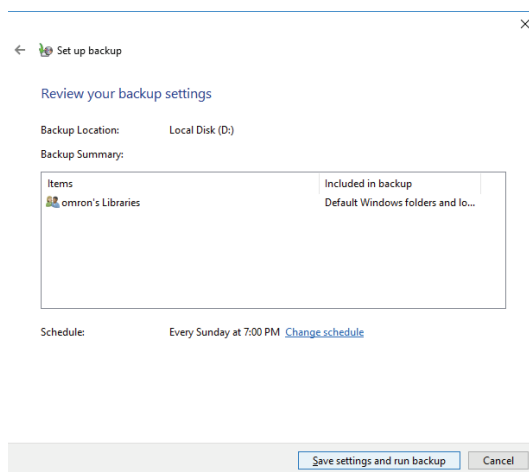 Set up backup
Review your backup settings
Backup Location: Local Disk (D:)
Backup Summary:
Items Included in backup
omron's Libraries Default Windows folders and lo...
Schedule: Every Sunday at 7:00 PM Change schedule
Save settings and run backup Cancel